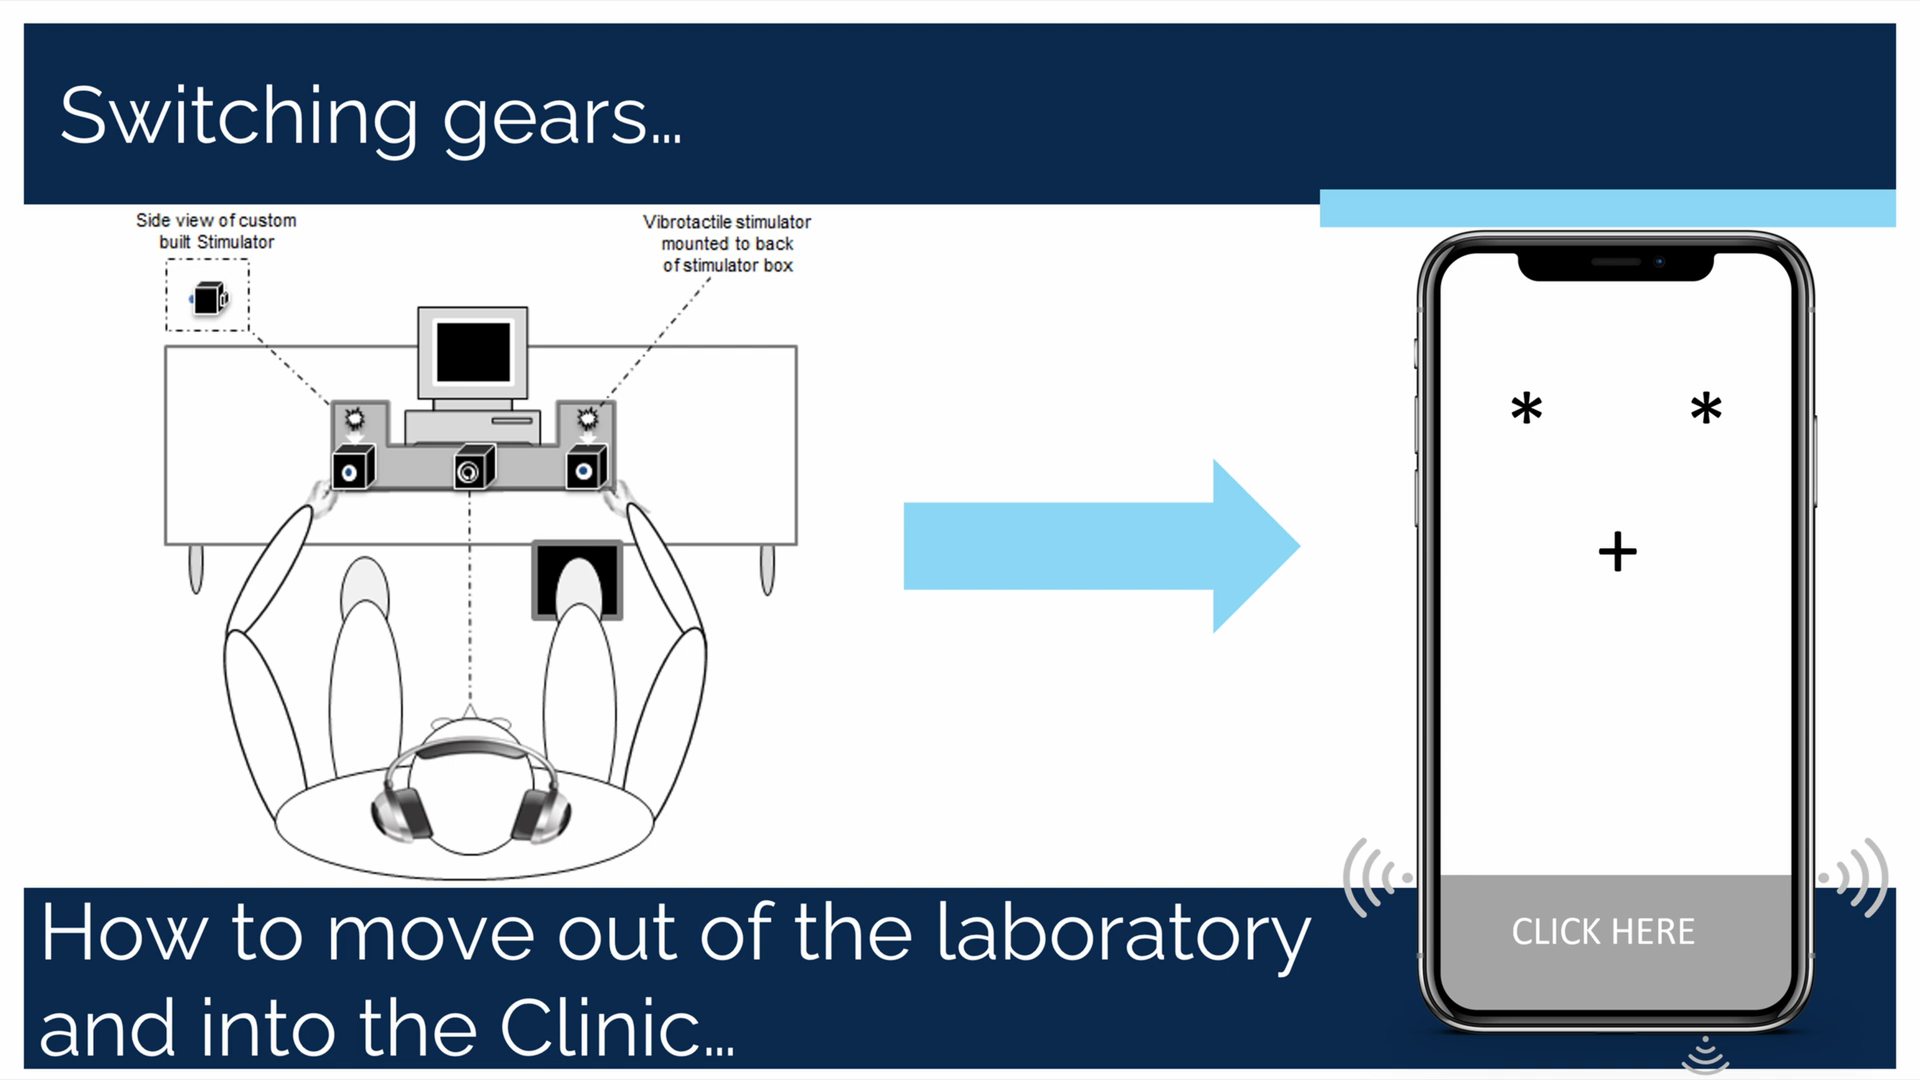 Switching gears...
Side view of custom
built Stimulator
Vibrotactile stimulator
mounted to back
of stimulator box
*
*
+
CLICK HERE
How to move out of the laboratory
and into the Clinic...